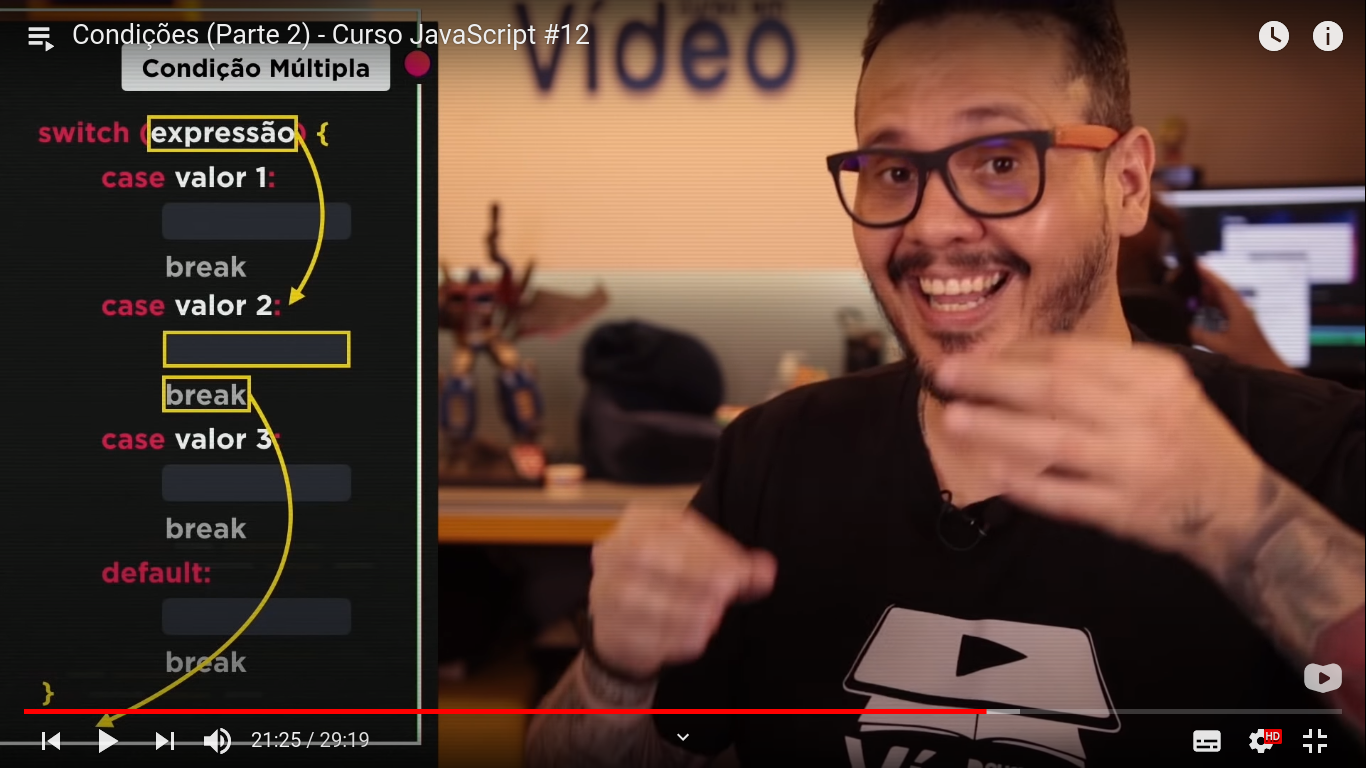 Condições (Parte 2) - Curso JavaScript #12
Vídeo
Condição Múltipla
switch (expressão) {
case valor 1:
break
case valor 2:
break
case valor 3:
break
default:
break
}
21:25 / 29:19
HD